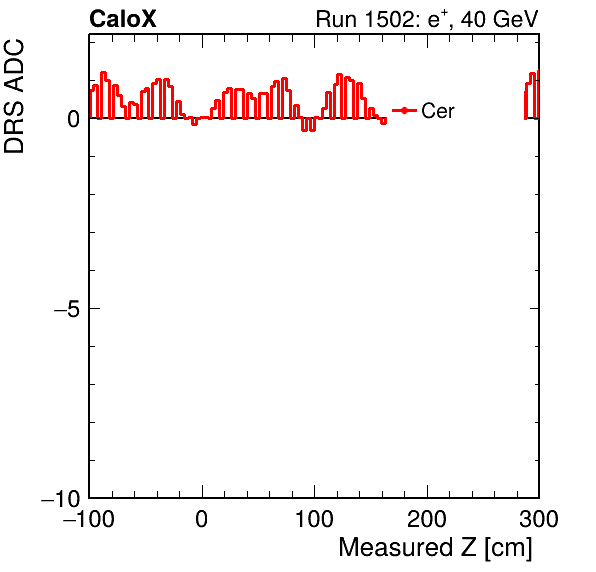 CaloX Run 1502: e⁺, 40 GeV
DRS ADC
Cer
0
−5
−10
−100 0 100 200 300
Measured Z [cm]